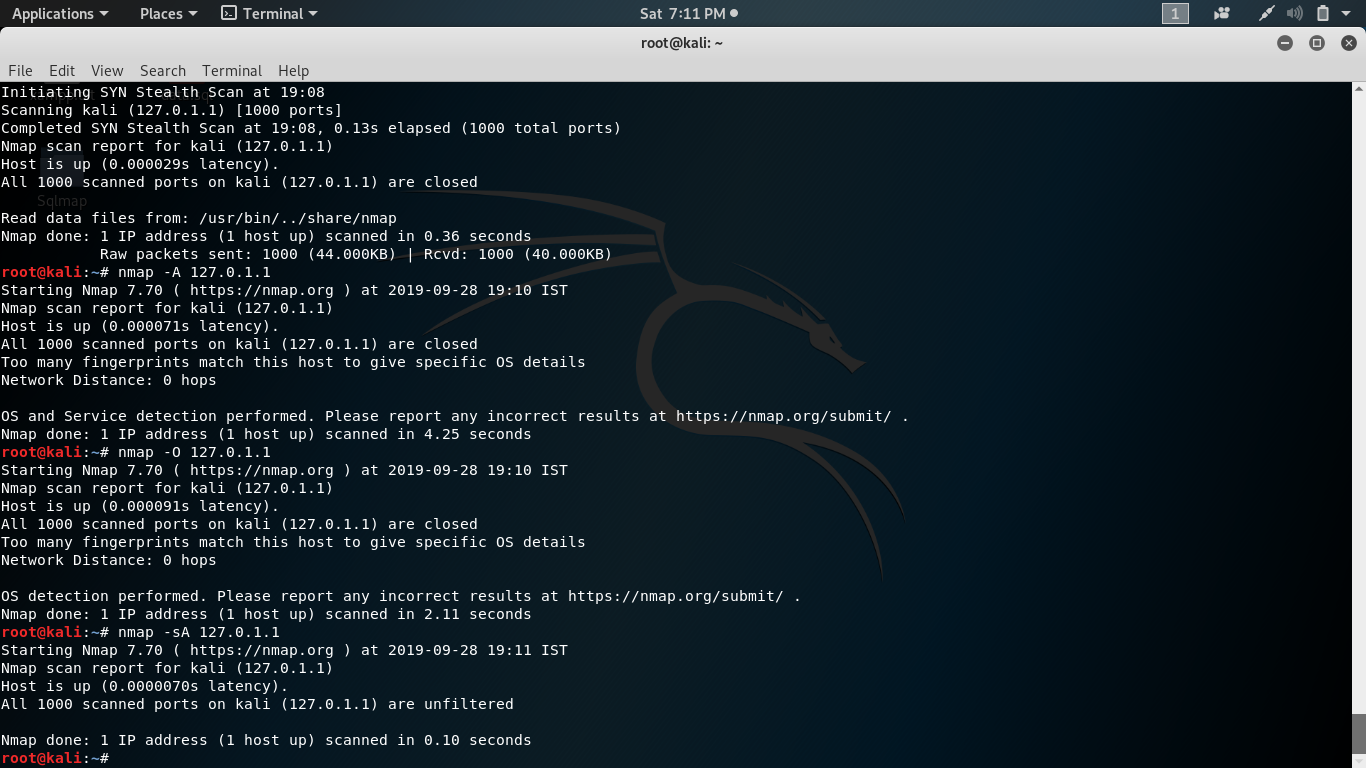 Applications Places Terminal Sat 7:11 PM 1
root@kali: ~
File Edit View Search Terminal Help
Initiating SYN Stealth Scan at 19:08
Scanning kali (127.0.1.1) [1000 ports]
Completed SYN Stealth Scan at 19:08, 0.13s elapsed (1000 total ports)
Nmap scan report for kali (127.0.1.1)
Host is up (0.000029s latency).
All 1000 scanned ports on kali (127.0.1.1) are closed
Sqlmap
Read data files from: /usr/bin/../share/nmap
Nmap done: 1 IP address (1 host up) scanned in 0.36 seconds
           Raw packets sent: 1000 (44.000KB) | Rcvd: 1000 (40.000KB)
root@kali:~# nmap -A 127.0.1.1
Starting Nmap 7.70 ( https://nmap.org ) at 2019-09-28 19:10 IST
Nmap scan report for kali (127.0.1.1)
Host is up (0.000071s latency).
All 1000 scanned ports on kali (127.0.1.1) are closed
Too many fingerprints match this host to give specific OS details
Network Distance: 0 hops
OS and Service detection performed. Please report any incorrect results at https://nmap.org/submit/ .
Nmap done: 1 IP address (1 host up) scanned in 4.25 seconds
root@kali:~# nmap -O 127.0.1.1
Starting Nmap 7.70 ( https://nmap.org ) at 2019-09-28 19:10 IST
Nmap scan report for kali (127.0.1.1)
Host is up (0.000091s latency).
All 1000 scanned ports on kali (127.0.1.1) are closed
Too many fingerprints match this host to give specific OS details
Network Distance: 0 hops
OS detection performed. Please report any incorrect results at https://nmap.org/submit/ .
Nmap done: 1 IP address (1 host up) scanned in 2.11 seconds
root@kali:~# nmap -sA 127.0.1.1
Starting Nmap 7.70 ( https://nmap.org ) at 2019-09-28 19:11 IST
Nmap scan report for kali (127.0.1.1)
Host is up (0.0000070s latency).
All 1000 scanned ports on kali (127.0.1.1) are unfiltered
Nmap done: 1 IP address (1 host up) scanned in 0.10 seconds
root@kali:~#